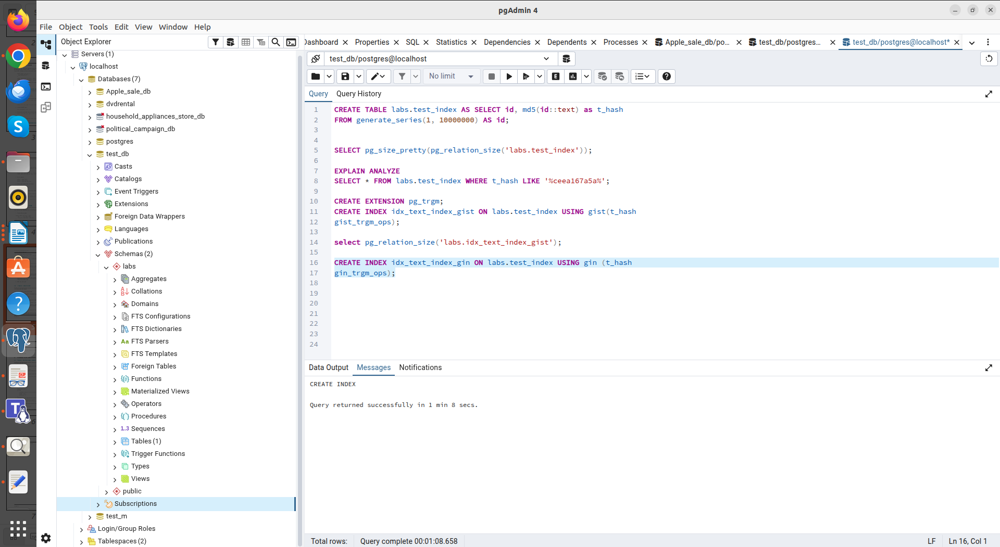 pgAdmin 4
File Object Tools Edit View Window Help
Object Explorer
Servers (1)
localhost
Databases (7)
Apple_sale_db
dvdrental
household_appliances_store_db
political_campaign_db
postgres
test_db
Casts
Catalogs
Event Triggers
Extensions
Foreign Data Wrappers
Languages
Publications
Schemas (2)
labs
Aggregates
Collations
Domains
FTS Configurations
FTS Dictionaries
Aa FTS Parsers
FTS Templates
Foreign Tables
Functions
Materialized Views
Operators
Procedures
1.3 Sequences
Tables (1)
Trigger Functions
Types
Views
public
Subscriptions
test_m
Login/Group Roles
Tablespaces (2)
Dashboard Properties SQL Statistics Dependencies Dependents Processes Apple_sale_db/po... test_db/postgres... test_db/postgres@localhost*
test_db/postgres@localhost
No limit
Query Query History
1 CREATE TABLE labs.test_index AS SELECT id, md5(id::text) as t_hash
2 FROM generate_series(1, 10000000) AS id;
3
4
5 SELECT pg_size_pretty(pg_relation_size('labs.test_index'));
6
7 EXPLAIN ANALYZE
8 SELECT * FROM labs.test_index WHERE t_hash LIKE '%ceea167a5a%';
9
10 CREATE EXTENSION pg_trgm;
11 CREATE INDEX idx_text_index_gist ON labs.test_index USING gist(t_hash
12 gist_trgm_ops);
13
14 select pg_relation_size('labs.idx_text_index_gist');
15
16 CREATE INDEX idx_text_index_gin ON labs.test_index USING gin (t_hash
17 gin_trgm_ops);
18
19
20
21
22
23
24
Data Output Messages Notifications
CREATE INDEX
Query returned successfully in 1 min 8 secs.
Total rows: Query complete 00:01:08.658 LF Ln 16, Col 1